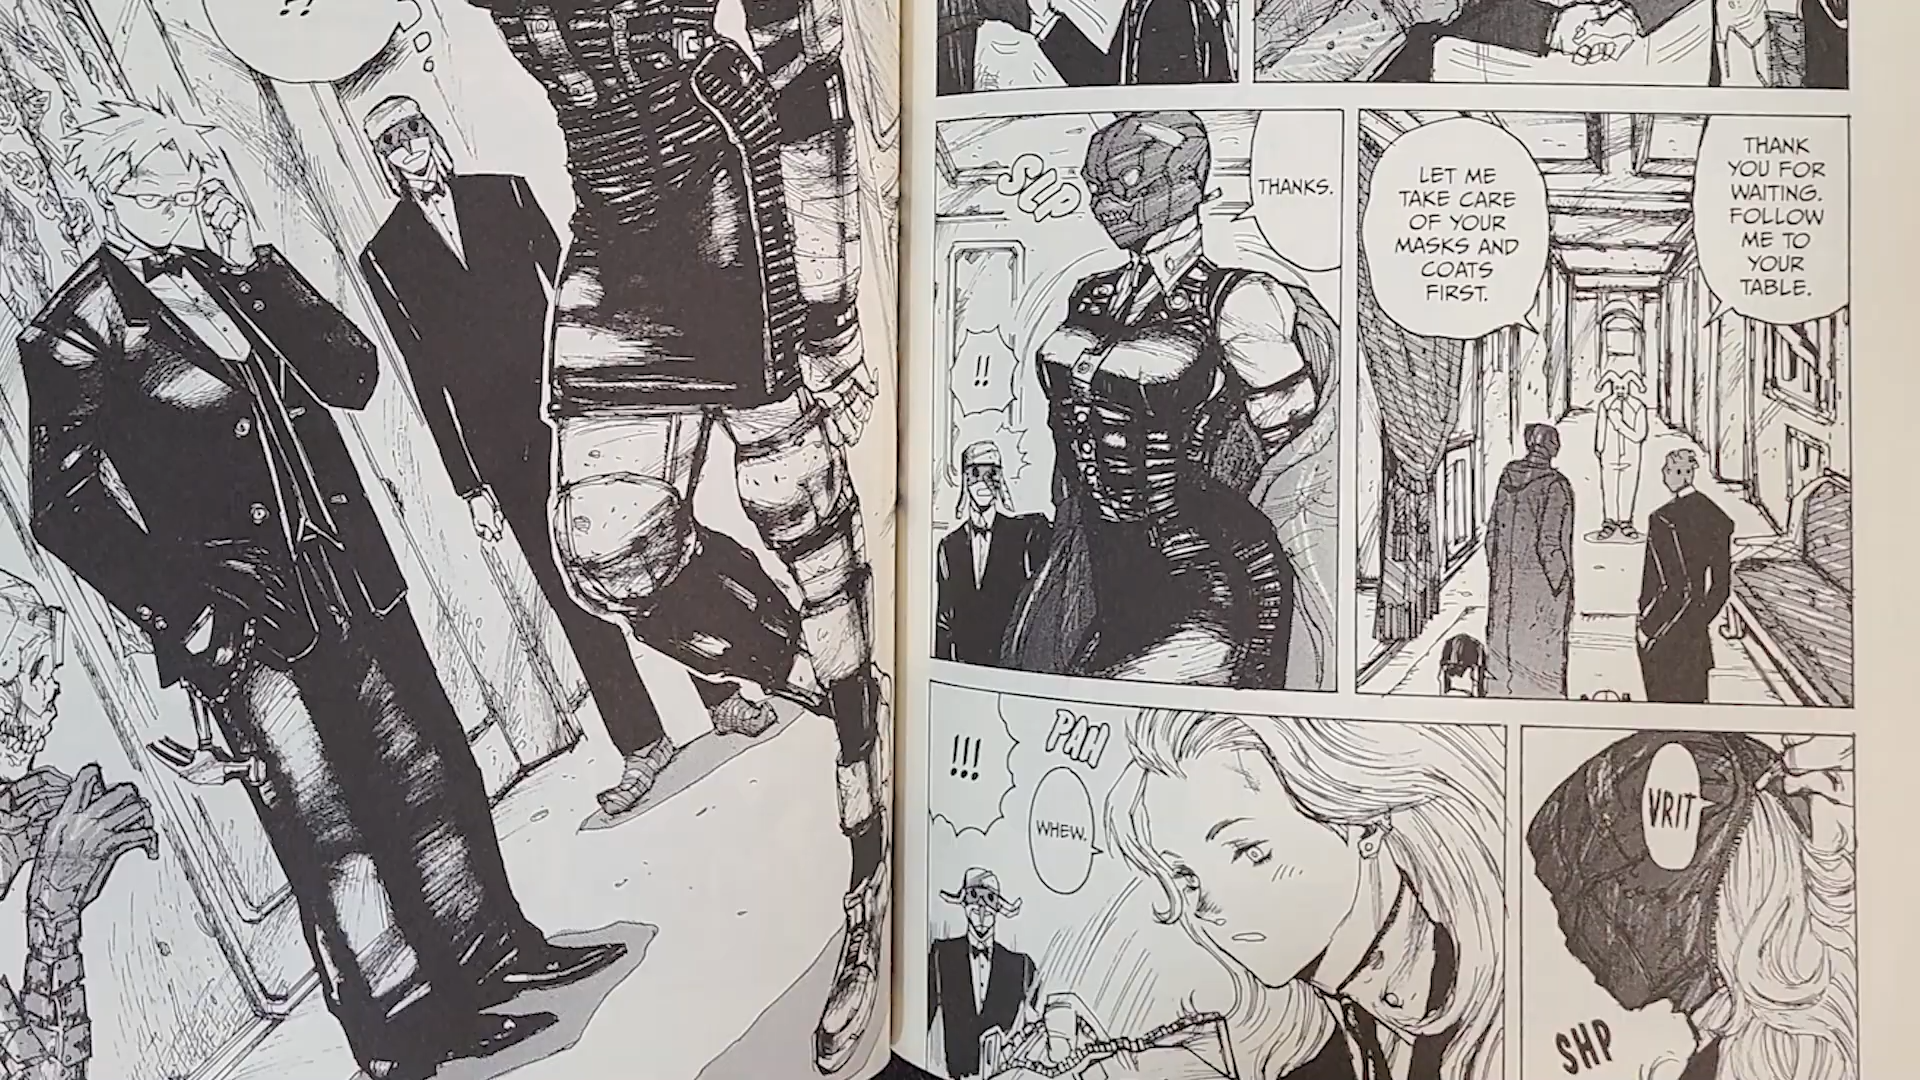 ?!
THANK
YOU FOR
WAITING.
FOLLOW
ME TO
YOUR
TABLE.
LET ME
TAKE CARE
OF YOUR
MASKS AND
COATS
FIRST.
THANKS.
SLP
!!
VRIT
SHP
PAH
WHEW.
!!!